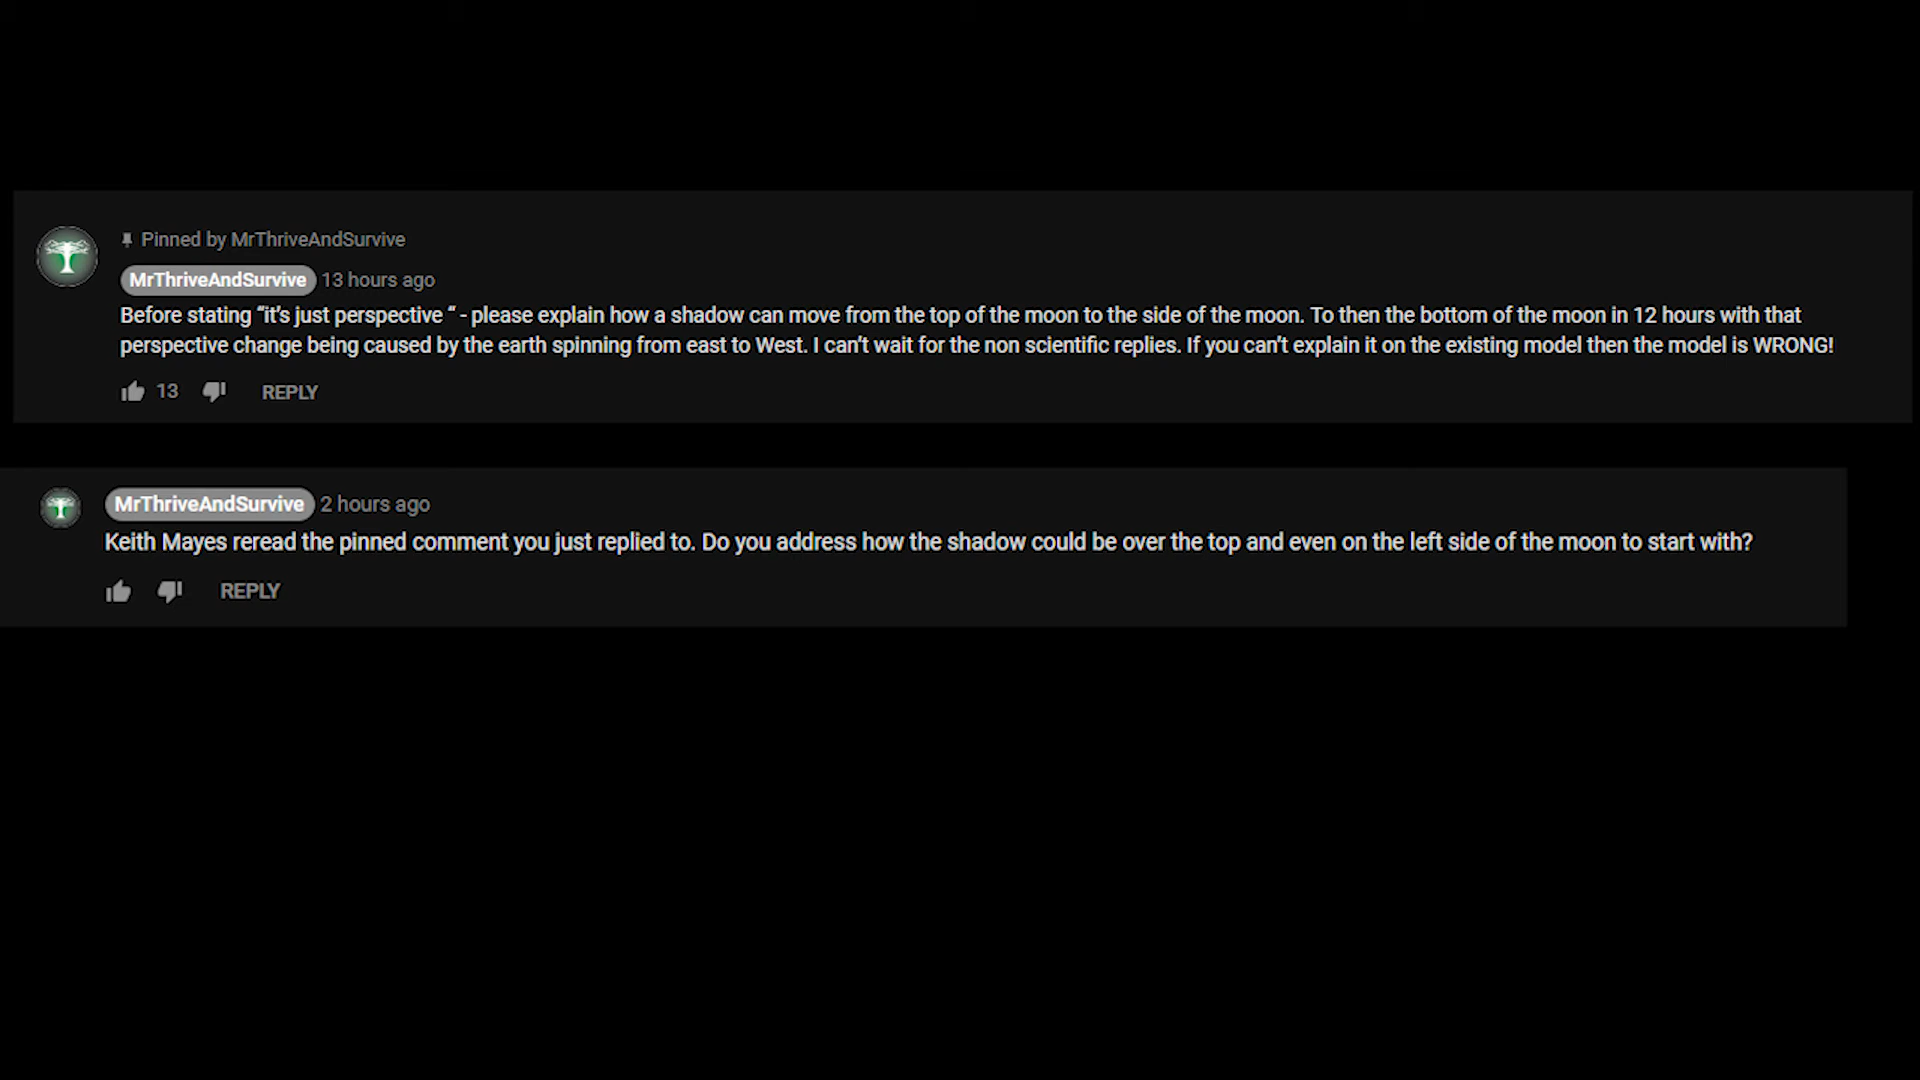 Pinned by MrThriveAndSurvive
MrThriveAndSurvive 13 hours ago
Before stating “it’s just perspective “ - please explain how a shadow can move from the top of the moon to the side of the moon. To then the bottom of the moon in 12 hours with that
perspective change being caused by the earth spinning from east to West. I can’t wait for the non scientific replies. If you can’t explain it on the existing model then the model is WRONG!
13 REPLY
MrThriveAndSurvive 2 hours ago
Keith Mayes reread the pinned comment you just replied to. Do you address how the shadow could be over the top and even on the left side of the moon to start with?
REPLY